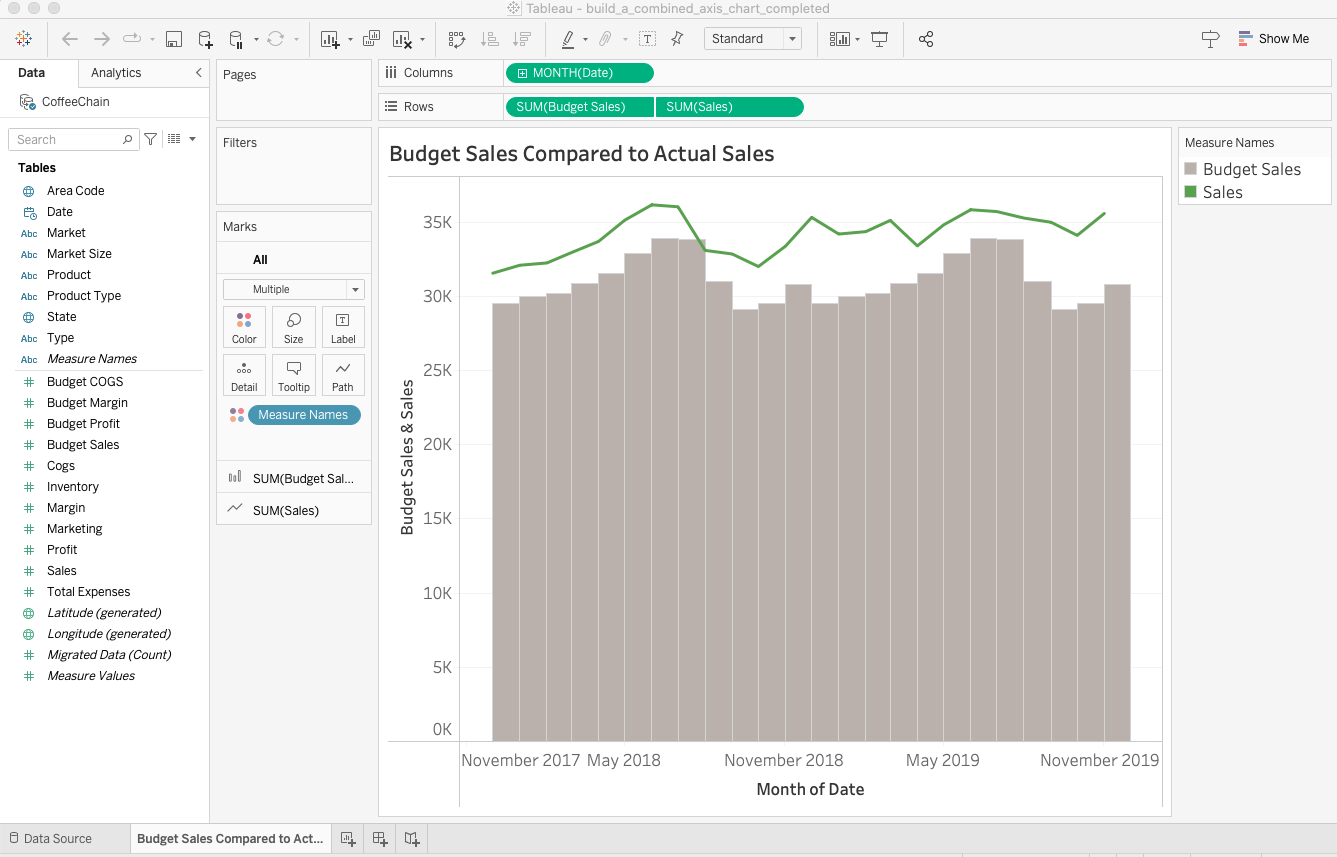 Tableau - build_a_combined_axis_chart_completed
Standard
Show Me
Data
Analytics
CoffeeChain
Search
Tables
Area Code
Date
Abc Market
Abc Market Size
Abc Product
Abc Product Type
State
Abc Type
Abc Measure Names
# Budget COGS
# Budget Margin
# Budget Profit
# Budget Sales
# Cogs
# Inventory
# Margin
# Marketing
# Profit
# Sales
# Total Expenses
Latitude (generated)
Longitude (generated)
# Migrated Data (Count)
# Measure Values
Pages
Filters
Marks
All
Multiple
Color
Size
T
Label
Detail
Tooltip
Path
Measure Names
SUM(Budget Sal...
SUM(Sales)
Columns
MONTH(Date)
Rows
SUM(Budget Sales)
SUM(Sales)
Budget Sales Compared to Actual Sales
35K
30K
25K
20K
15K
10K
5K
0K
Budget Sales & Sales
November 2017
May 2018
November 2018
May 2019
November 2019
Month of Date
Measure Names
Budget Sales
Sales
Data Source
Budget Sales Compared to Act...